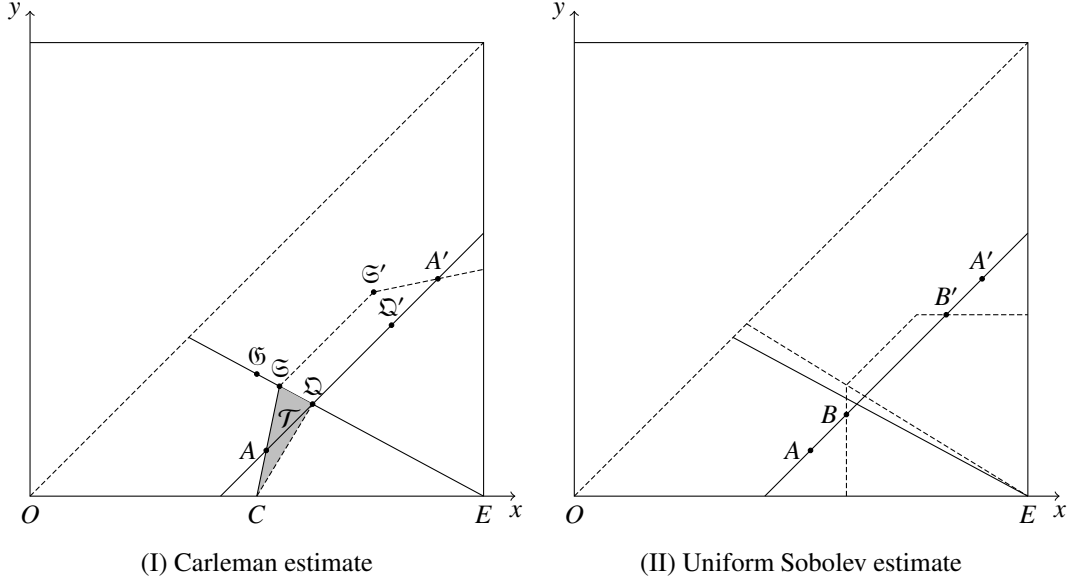 y
y
𝔖′
A′
A′
𝔔′
B′
𝔊
𝔖
𝔔
𝒯
B
A
A
O
C
E
x
O
E
x
(I) Carleman estimate
(II) Uniform Sobolev estimate